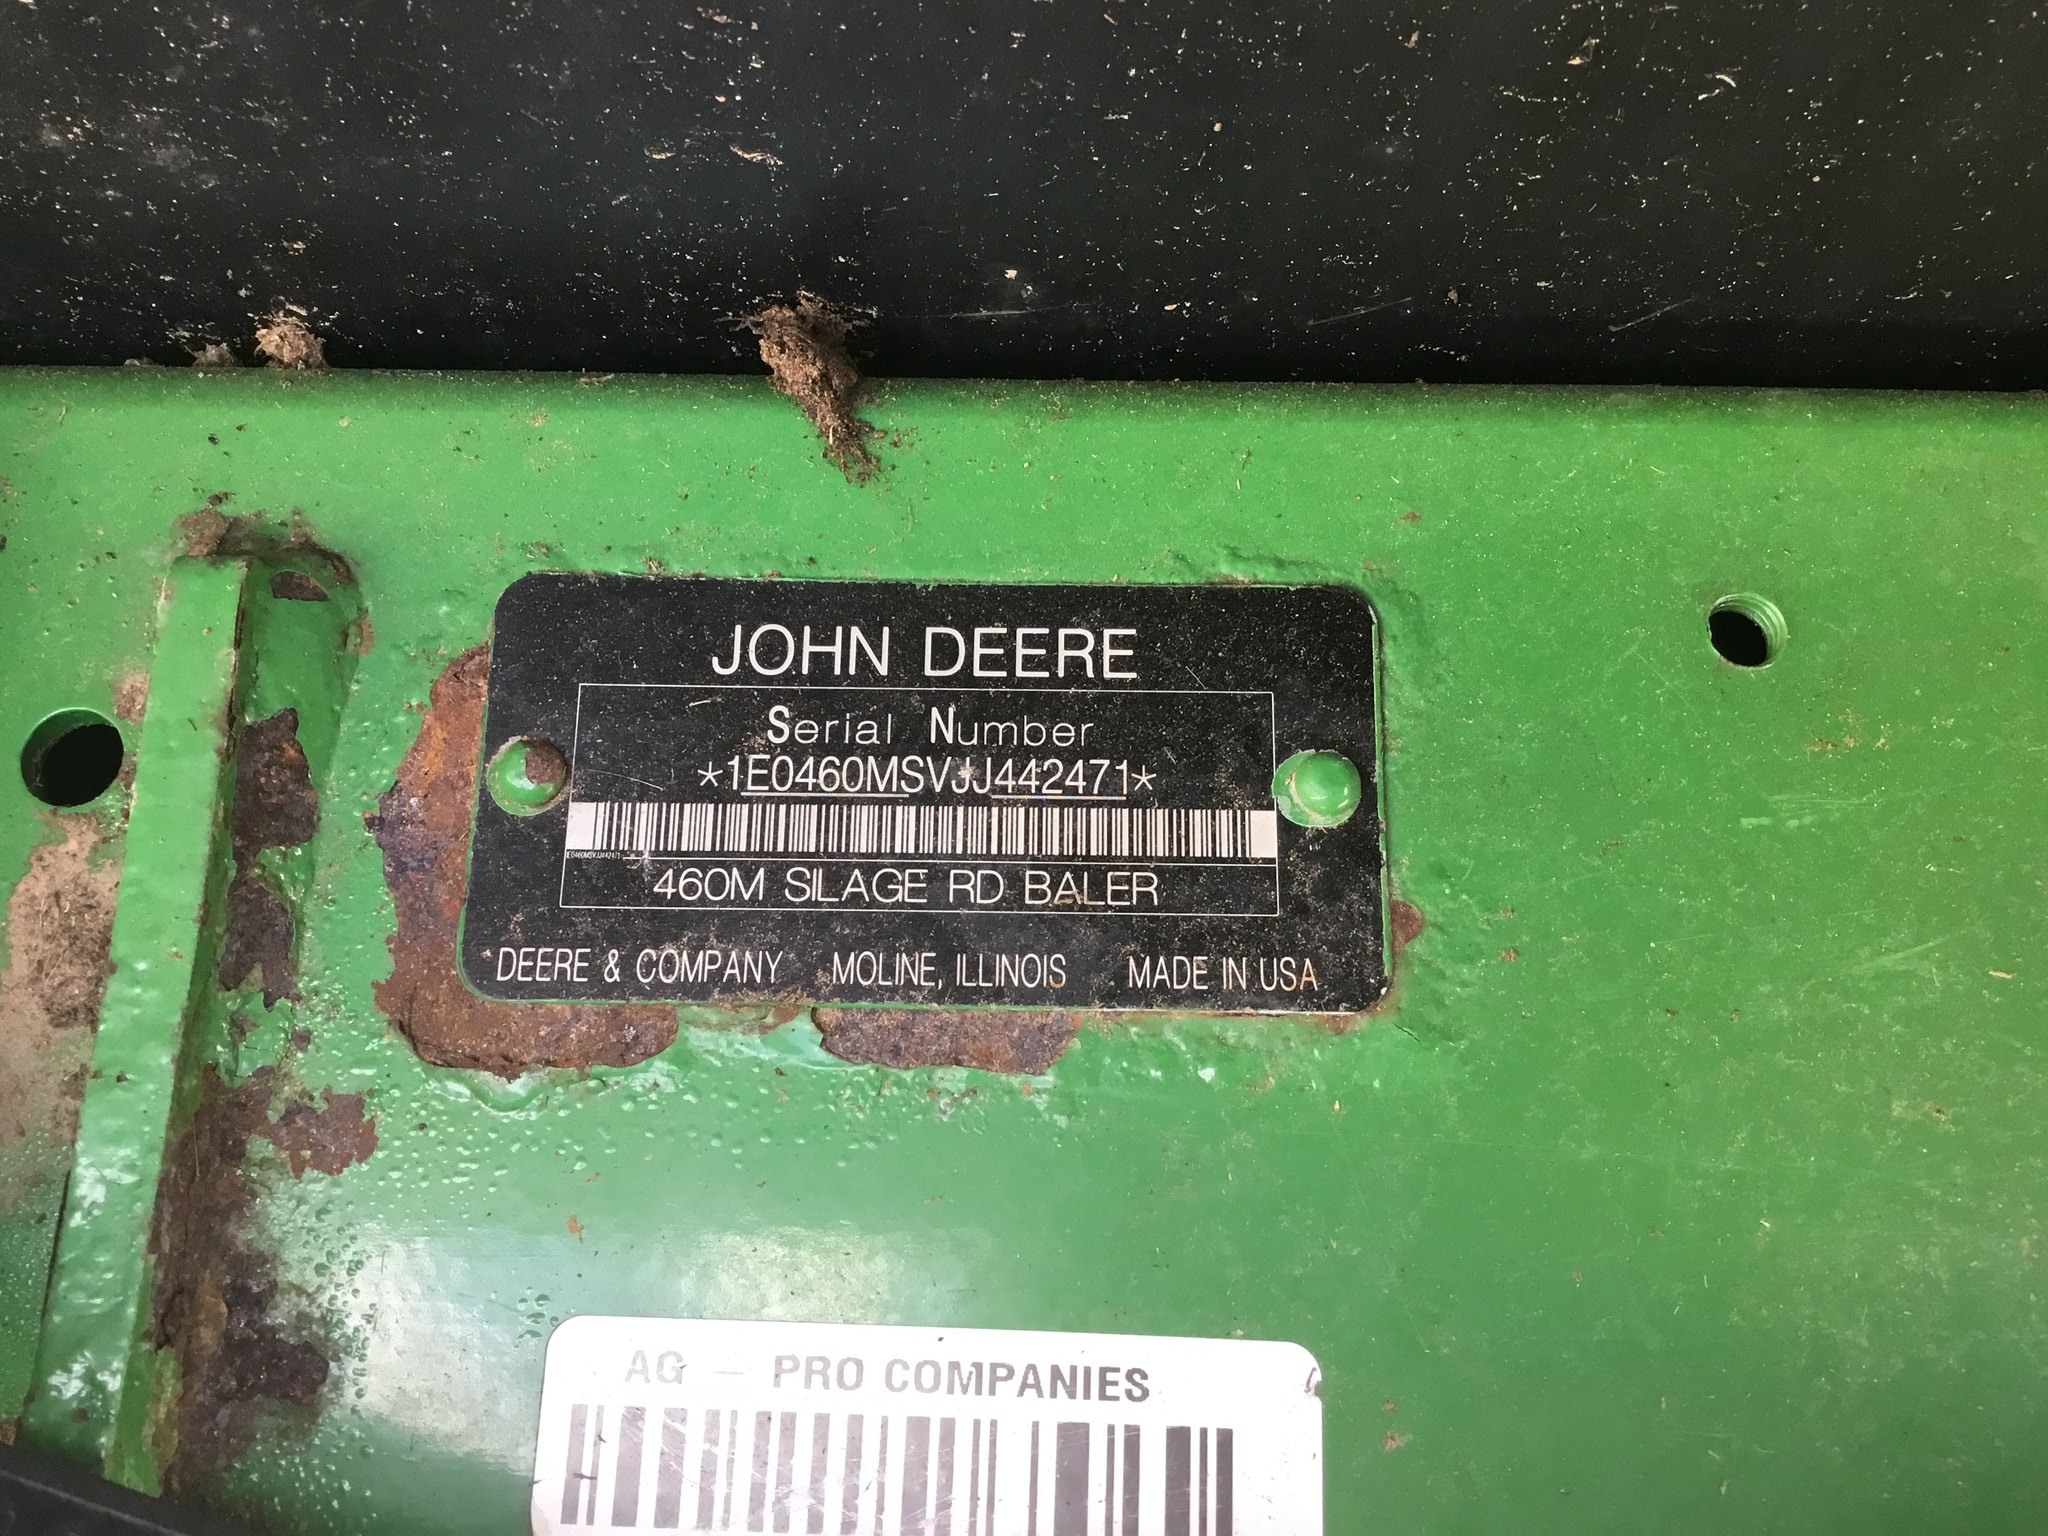 JOHN DEERE
Serial Number
*1E0460MSVJJ442471*
1E0460MSVJJ442471
460M SILAGE RD BALER
DEERE & COMPANY MOLINE, ILLINOIS MADE IN USA
AG - PRO COMPANIES